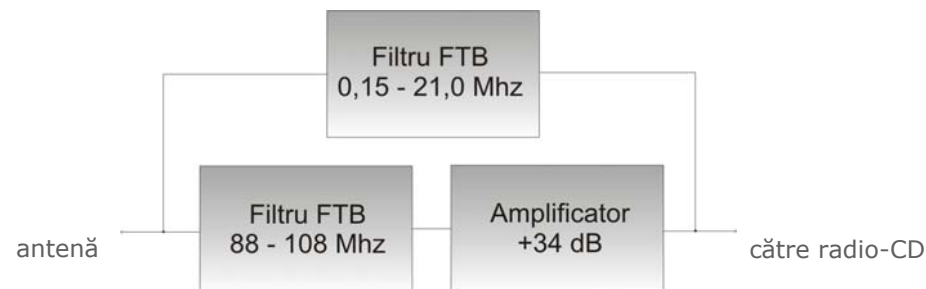 Filtru FTB
0,15 - 21,0 Mhz
Filtru FTB
88 - 108 Mhz
Amplificator
+34 dB
antenă
către radio-CD